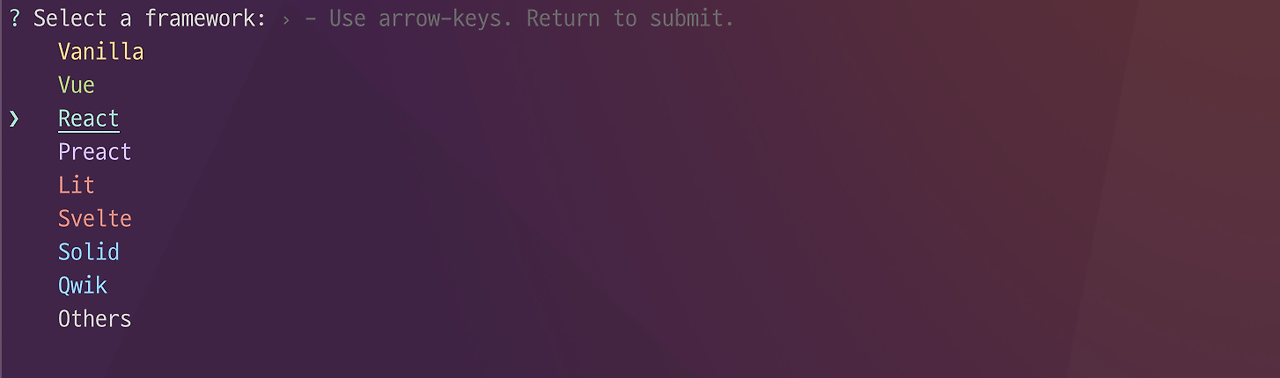 ? Select a framework: › - Use arrow-keys. Return to submit.
Vanilla
Vue
❯ React
Preact
Lit
Svelte
Solid
Qwik
Others